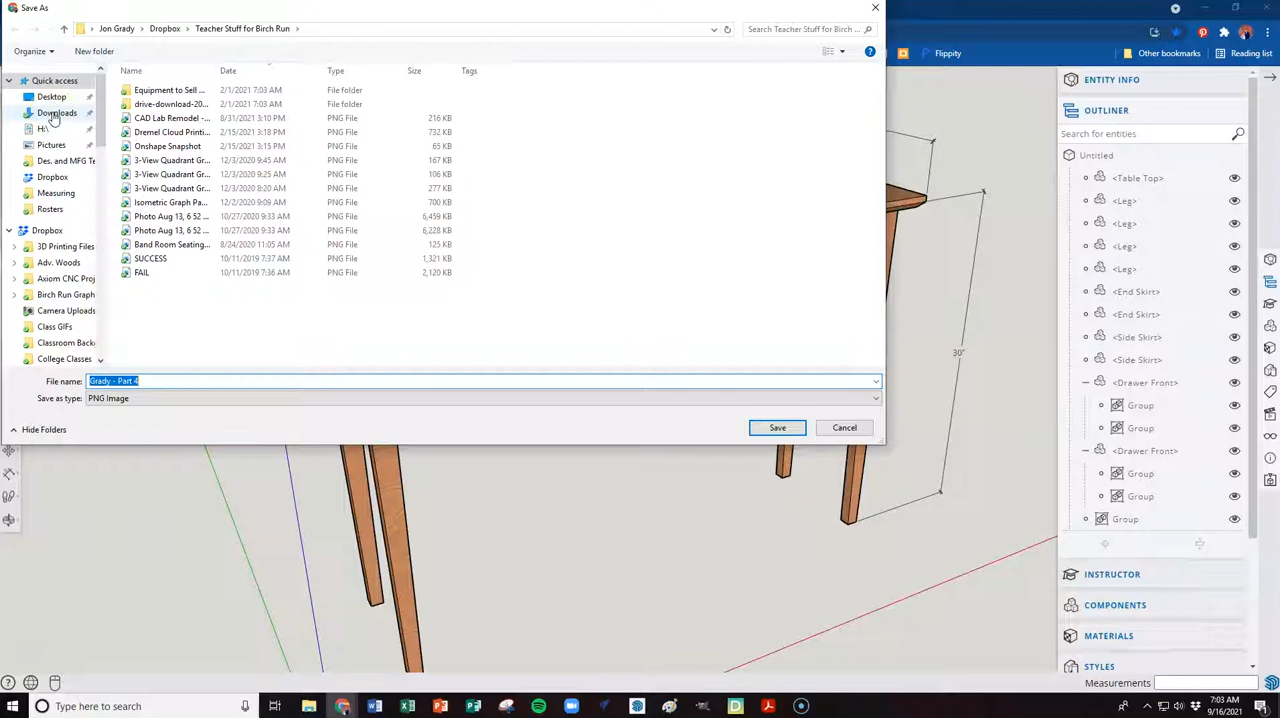 Save As
Jon Grady > Dropbox > Teacher Stuff for Birch Run >
Search Teacher Stuff for Birch ...
Organize
New folder
Flippity
Other bookmarks
Reading list
Name
Date
Type
Size
Tags
Quick access
Desktop
Downloads
H:\
Pictures
Des. and MFG Te
Dropbox
Measuring
Rosters
Dropbox
3D Printing Files
Adv. Woods
Axiom CNC Proj
Birch Run Graph
Camera Uploads
Class GIFs
Classroom Back
College Classes
Equipment to Sell ... 2/1/2021 7:03 AM File folder
drive-download-20... 2/1/2021 7:03 AM File folder
CAD Lab Remodel -... 8/31/2021 3:10 PM PNG File 216 KB
Dremel Cloud Printi... 2/15/2021 3:18 PM PNG File 732 KB
Onshape Snapshot 2/15/2021 3:15 PM PNG File 65 KB
3-View Quadrant Gr... 12/3/2020 9:45 AM PNG File 167 KB
3-View Quadrant Gr... 12/3/2020 9:44 AM PNG File 106 KB
3-View Quadrant Gr... 12/3/2020 8:20 AM PNG File 277 KB
Isometric Graph Pa... 12/2/2020 9:09 AM PNG File 700 KB
Photo Aug 13, 6 52 ... 10/27/2020 9:33 AM PNG File 6,459 KB
Photo Aug 13, 6 52 ... 10/27/2020 9:33 AM PNG File 6,228 KB
Band Room Seating... 8/24/2020 11:05 AM PNG File 125 KB
SUCCESS 10/11/2019 7:37 AM PNG File 1,321 KB
FAIL 10/11/2019 7:36 AM PNG File 2,120 KB
File name: Grady - Part 4
Save as type: PNG Image
Hide Folders
Save
Cancel
30"
ENTITY INFO
OUTLINER
Search for entities
Untitled
<Table Top>
<Leg>
<Leg>
<Leg>
<Leg>
<End Skirt>
<End Skirt>
<Side Skirt>
<Side Skirt>
<Drawer Front>
Group
Group
<Drawer Front>
Group
Group
Group
INSTRUCTOR
COMPONENTS
MATERIALS
STYLES
Measurements
Type here to search
7:03 AM
9/16/2021